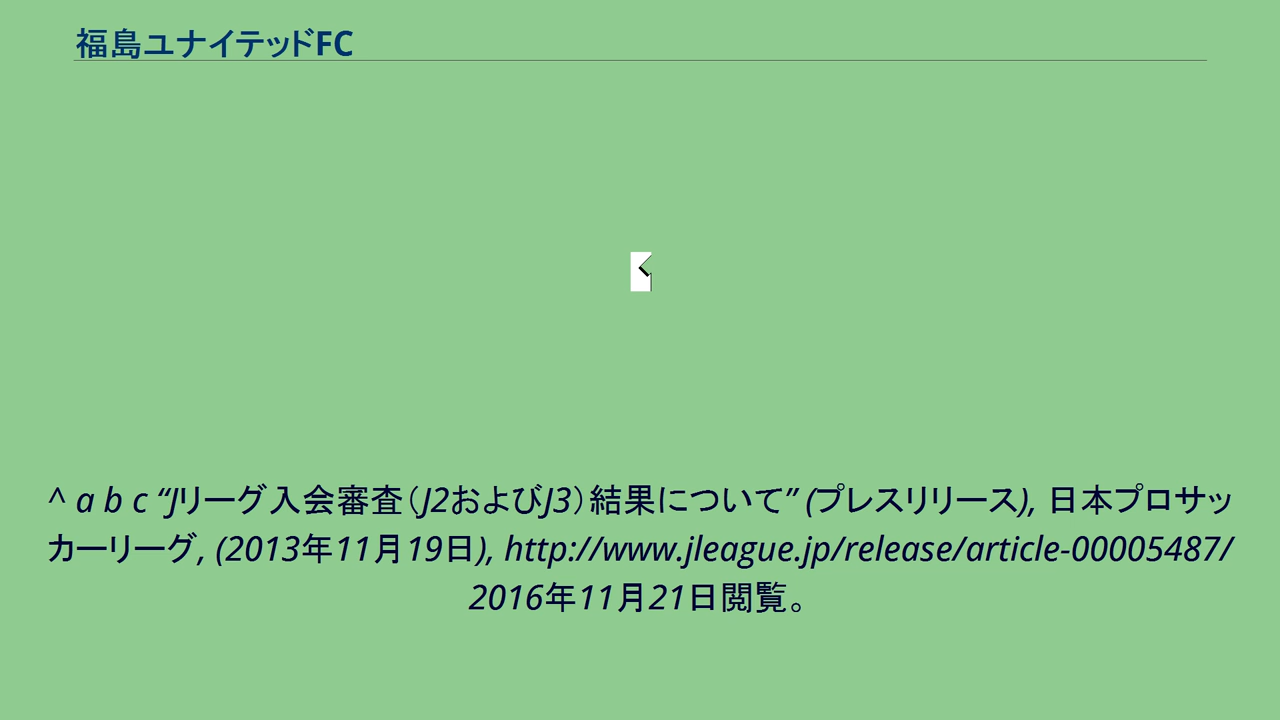 福島ユナイテッドFC
^ a b c “Jリーグ入会審査（J2およびJ3）結果について” (プレスリリース), 日本プロサッ
カーリーグ, (2013年11月19日), http://www.jleague.jp/release/article-00005487/
2016年11月21日閲覧。